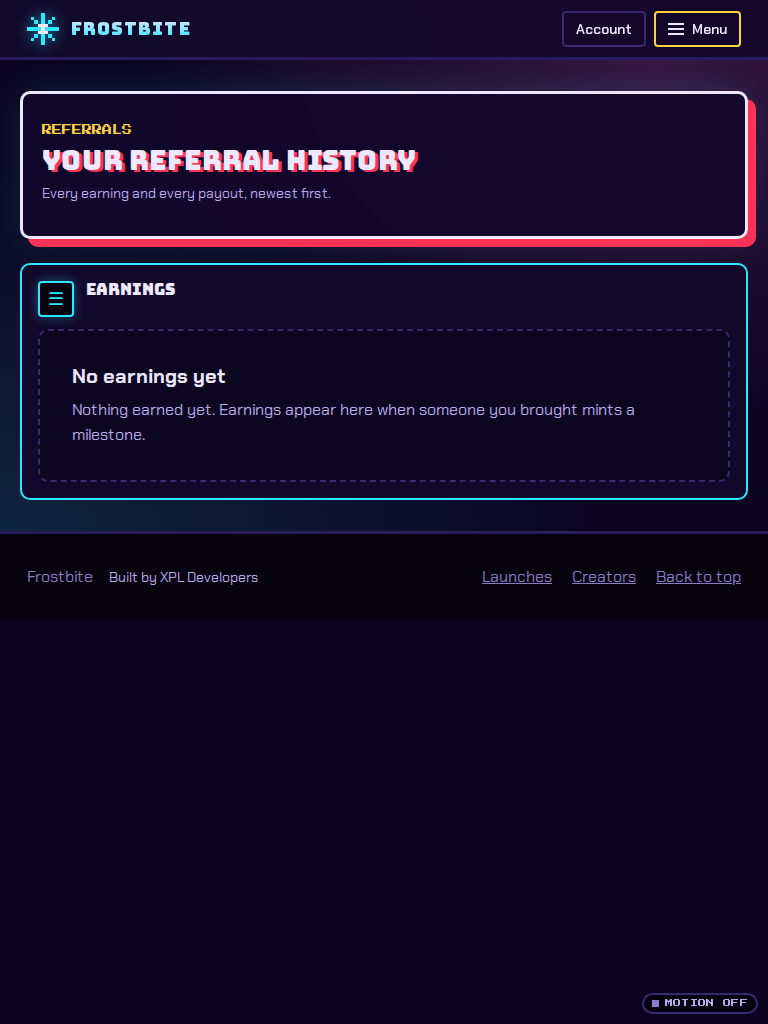 FROSTBITE
Account
Menu
REFERRALS
YOUR REFERRAL HISTORY
Every earning and every payout, newest first.
EARNINGS
No earnings yet
Nothing earned yet. Earnings appear here when someone you brought mints a
milestone.
Frostbite Built by XPL Developers
Launches Creators Back to top
MOTION OFF